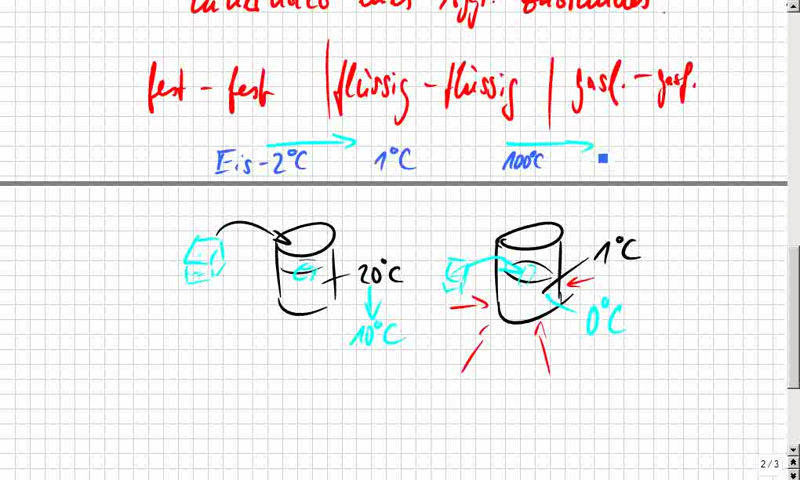 fest - fest | flüssig - flüssig | gasf. - gasf.
Eis -2°C 1°C 100°C
20°C 1°C
10°C 0°C
2 / 3